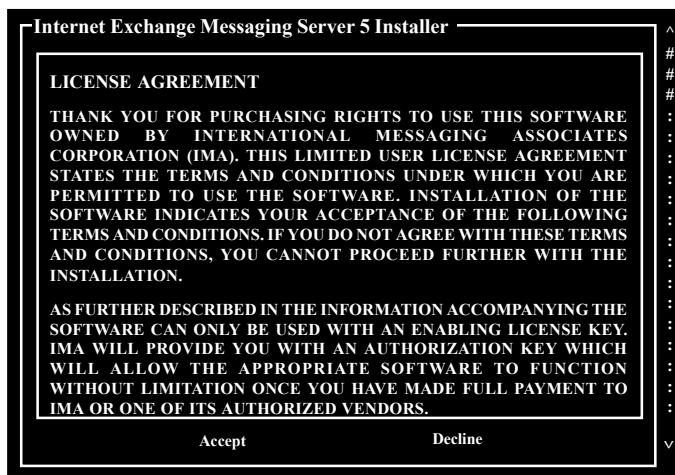 Internet Exchange Messaging Server 5 Installer
^
#
#
#
LICENSE AGREEMENT
THANK YOU FOR PURCHASING RIGHTS TO USE THIS SOFTWARE
OWNED BY INTERNATIONAL MESSAGING ASSOCIATES
CORPORATION (IMA). THIS LIMITED USER LICENSE AGREEMENT
STATES THE TERMS AND CONDITIONS UNDER WHICH YOU ARE
PERMITTED TO USE THE SOFTWARE. INSTALLATION OF THE
SOFTWARE INDICATES YOUR ACCEPTANCE OF THE FOLLOWING
TERMS AND CONDITIONS. IF YOU DO NOT AGREE WITH THESE TERMS
AND CONDITIONS, YOU CANNOT PROCEED FURTHER WITH THE
INSTALLATION.
AS FURTHER DESCRIBED IN THE INFORMATION ACCOMPANYING THE
SOFTWARE CAN ONLY BE USED WITH AN ENABLING LICENSE KEY.
IMA WILL PROVIDE YOU WITH AN AUTHORIZATION KEY WHICH
WILL ALLOW THE APPROPRIATE SOFTWARE TO FUNCTION
WITHOUT LIMITATION ONCE YOU HAVE MADE FULL PAYMENT TO
IMA OR ONE OF ITS AUTHORIZED VENDORS.
Accept Decline
v